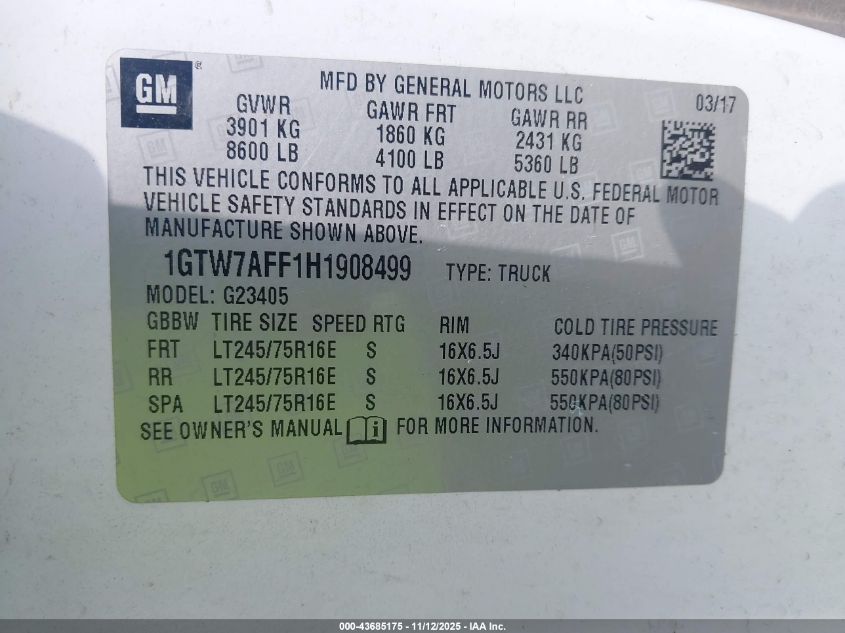 GM® MFD BY GENERAL MOTORS LLC 03/17
GVWR GAWR FRT GAWR RR
3901 KG 1860 KG 2431 KG
8600 LB 4100 LB 5360 LB
THIS VEHICLE CONFORMS TO ALL APPLICABLE U.S. FEDERAL MOTOR
VEHICLE SAFETY STANDARDS IN EFFECT ON THE DATE OF
MANUFACTURE SHOWN ABOVE.
1GTW7AFF1H1908499 TYPE: TRUCK
MODEL: G23405
GBBW TIRE SIZE SPEED RTG RIM COLD TIRE PRESSURE
FRT LT245/75R16E S 16X6.5J 340KPA(50PSI)
RR LT245/75R16E S 16X6.5J 550KPA(80PSI)
SPA LT245/75R16E S 16X6.5J 550KPA(80PSI)
SEE OWNER'S MANUAL FOR MORE INFORMATION.
000-43685175 - 11/12/2025 - IAA Inc.